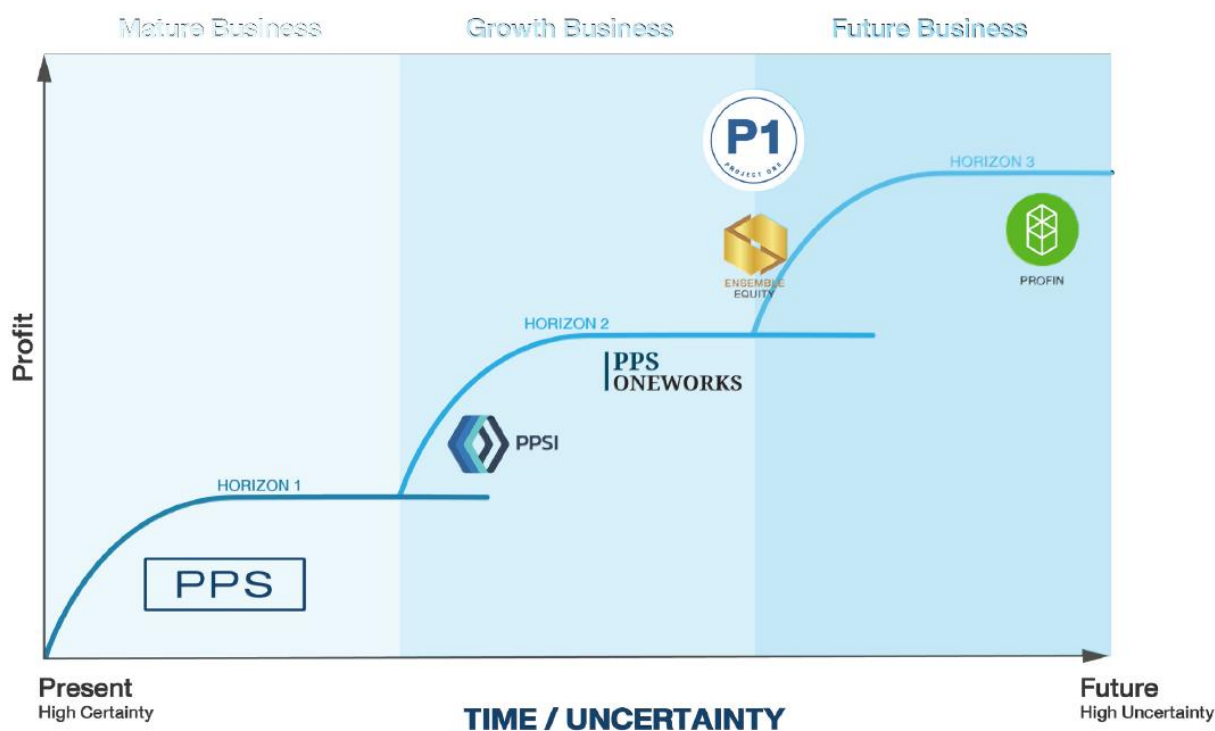 Mature Business
Growth Business
Future Business
P1
PROJECT ONE
HORIZON 3
ENSEMBLE
EQUITY
PROFIN
Profit
HORIZON 2
PPS
ONEWORKS
PPSI
HORIZON 1
PPS
Present
High Certainty
TIME / UNCERTAINTY
Future
High Uncertainty